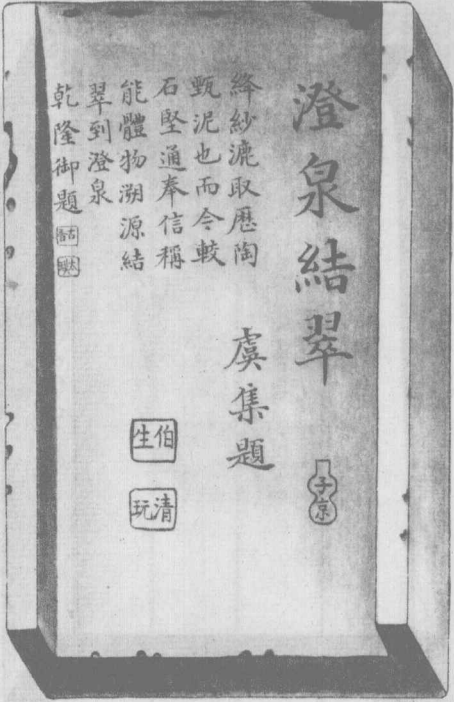 澄泉結翠
子京
虞集題
伯生
清玩
絳紗漉取歷陶
甄泥也而今較
石堅通奉信稱
能體物溯源結
翠到澄泉
乾隆御題